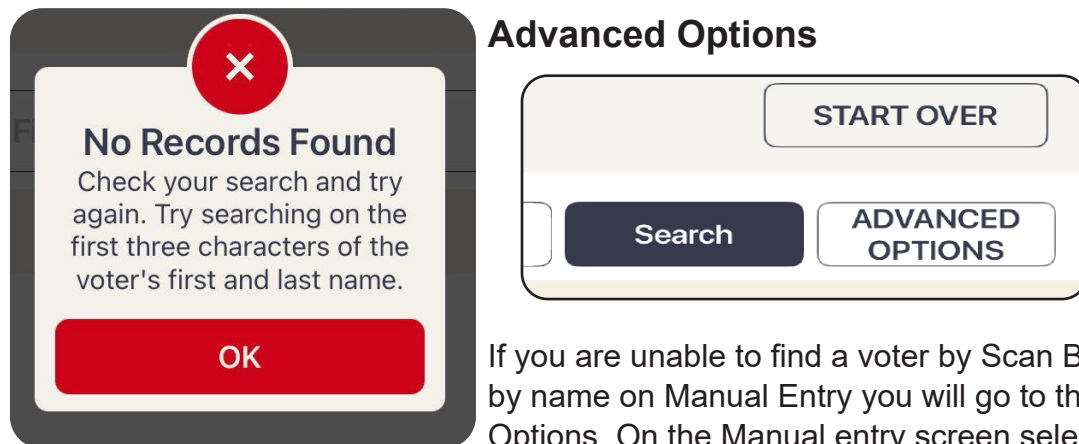 No Records Found
Check your search and try
again. Try searching on the
first three characters of the
voter's first and last name.
OK
Advanced Options
START OVER
Search
ADVANCED
OPTIONS
If you are unable to find a voter by Scan
by name on Manual Entry you will go to
Options. On the Manual entry screen